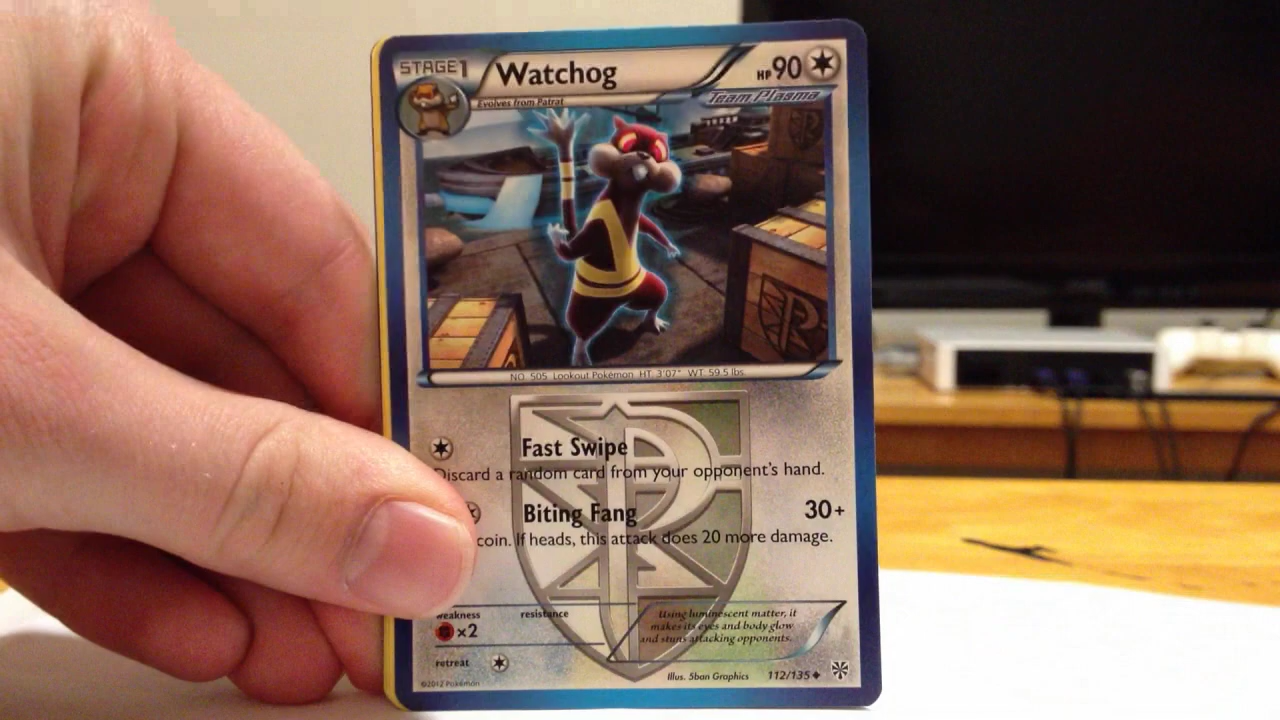 STAGE1 Watchog HP90
Evolves from Patrat
Team Plasma
NO. 505 Lookout Pokémon HT: 3'07" WT: 59.5 lbs
Fast Swipe
Discard a random card from your opponent's hand.
Biting Fang 30+
coin. If heads, this attack does 20 more damage.
weakness resistance
×2
retreat
Using luminescent matter, it
makes its eyes and body glow
and stuns attacking opponents.
Illus. 5ban Graphics 112/135
©2012 Pokémon